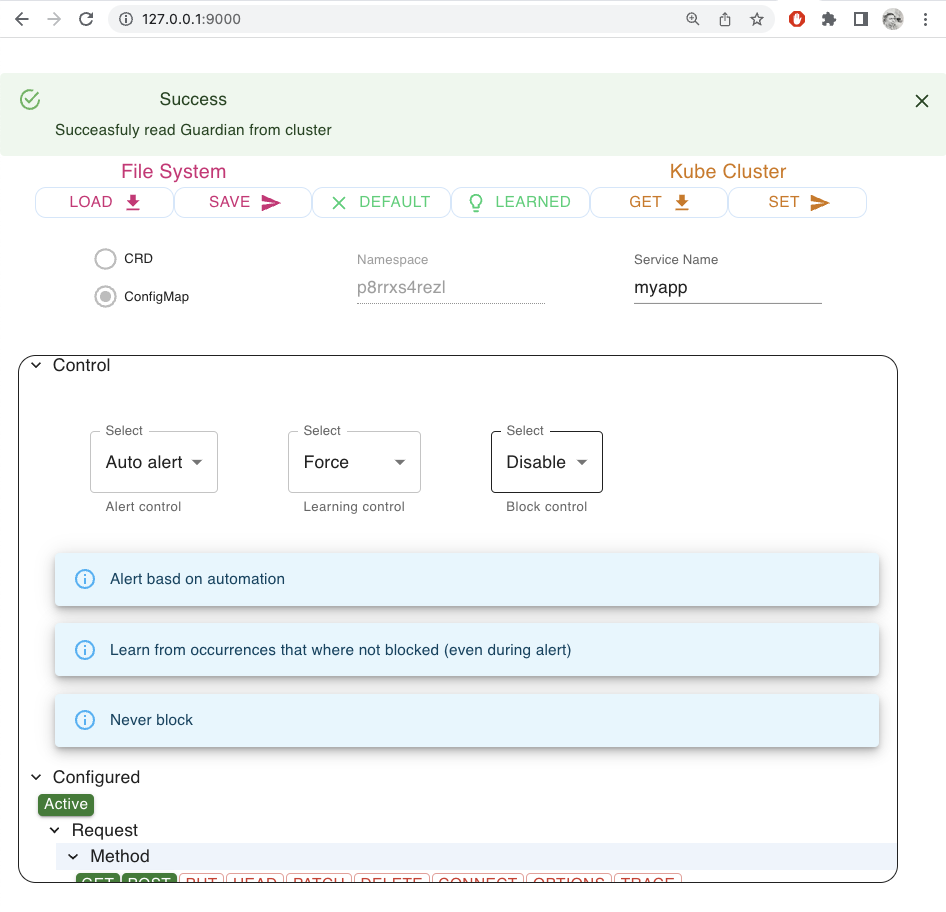 127.0.0.1:9000
Success
Succeasfuly read Guardian from cluster
File System Kube Cluster
LOAD SAVE DEFAULT LEARNED GET SET
CRD
ConfigMap
Namespace
p8rrxs4rezl
Service Name
myapp
Control
Select Select Select
Auto alert Force Disable
Alert control Learning control Block control
Alert basd on automation
Learn from occurrences that where not blocked (even during alert)
Never block
Configured
Active
Request
Method
GET POST PUT HEAD PATCH DELETE CONNECT OPTIONS TRACE